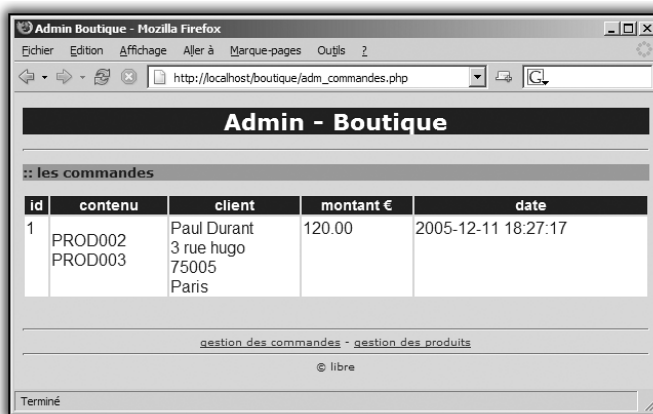 Admin Boutique - Mozilla Firefox
Fichier Edition Affichage Aller à Marque-pages Outils ?
http://localhost/boutique/adm_commandes.php G
Admin - Boutique
:: les commandes
id contenu client montant € date
1 PROD002 PROD003 Paul Durant 120.00 2005-12-11 18:27:17
3 rue hugo
75005
Paris
gestion des commandes - gestion des produits
© libre
Terminé